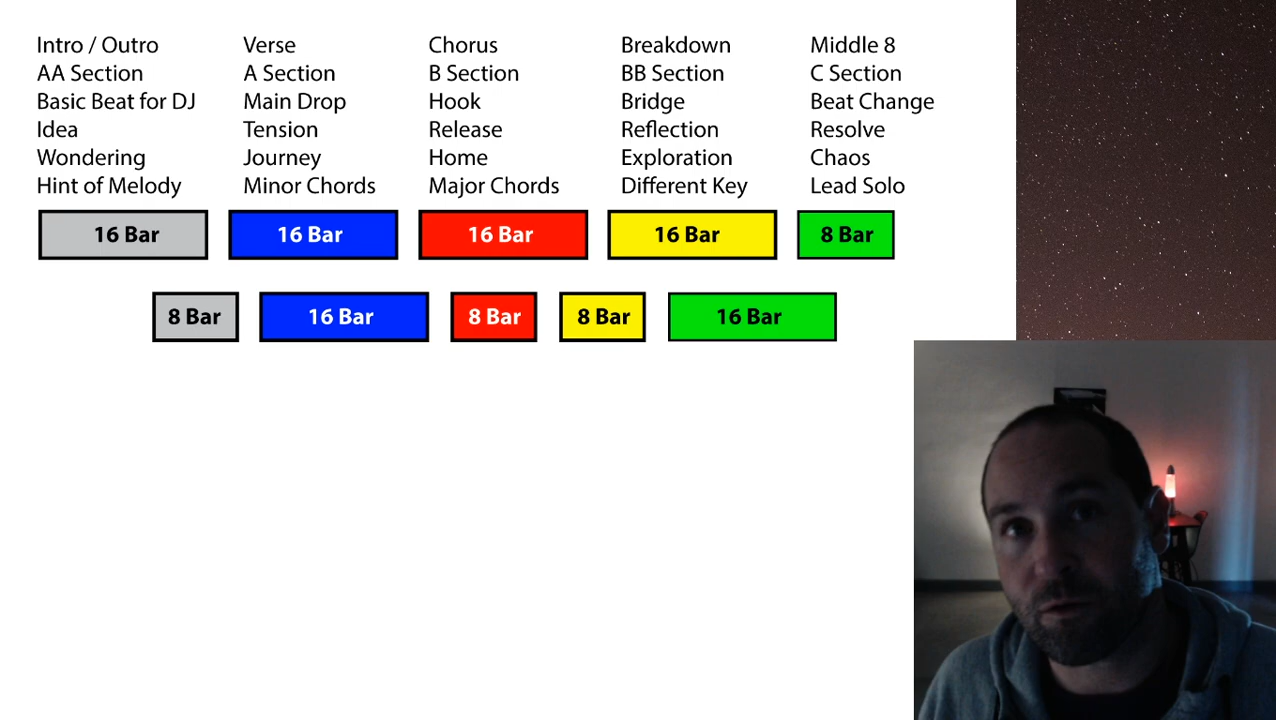 Intro / Outro
AA Section
Basic Beat for DJ
Idea
Wondering
Hint of Melody
Verse
A Section
Main Drop
Tension
Journey
Minor Chords
Chorus
B Section
Hook
Release
Home
Major Chords
Breakdown
BB Section
Bridge
Reflection
Exploration
Different Key
Middle 8
C Section
Beat Change
Resolve
Chaos
Lead Solo
16 Bar
16 Bar
16 Bar
16 Bar
8 Bar
8 Bar
16 Bar
8 Bar
8 Bar
16 Bar